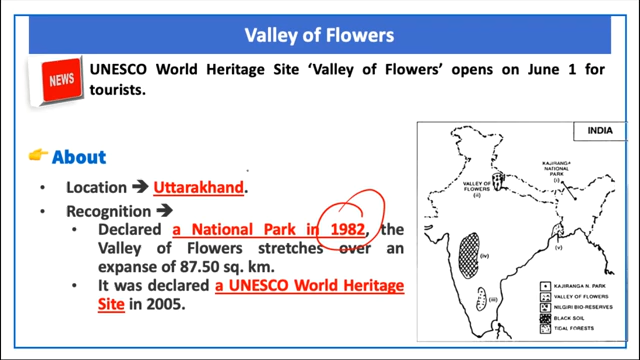 Valley of Flowers
NEWS
UNESCO World Heritage Site ‘Valley of Flowers’ opens on June 1 for
tourists.
About
• Location ➔ Uttarakhand.
• Recognition ➔
• Declared a National Park in 1982, the
Valley of Flowers stretches over an
expanse of 87.50 sq. km.
• It was declared a UNESCO World Heritage
Site in 2005.
INDIA
KAJIRANGA
NATIONAL
PARK
(i)
VALLEY OF
FLOWERS
(ii)
(iv)
(iii)
(v)
KAJIRANGA N. PARK
VALLEY OF FLOWERS
NILGIRI BIO-RESERVES
BLACK SOIL
TIDAL FORESTS